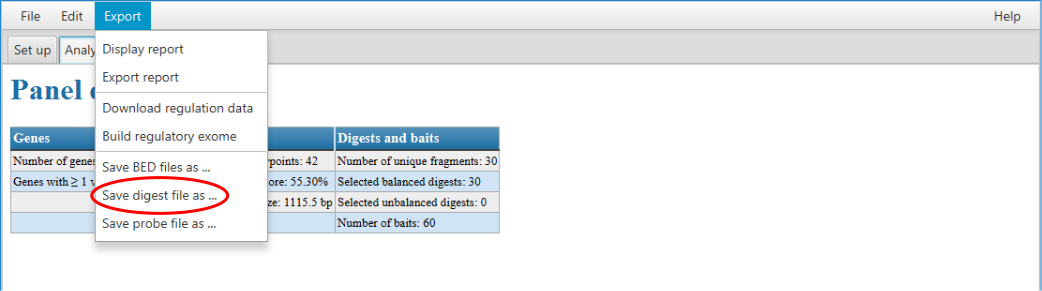 File Edit Export Help
Set up Analy
Display report
Export report
Download regulation data
Build regulatory exome
Save BED files as ...
Save digest file as ...
Save probe file as ...
Panel
Genes Digests and baits
Number of genes points: 42 Number of unique fragments: 30
Genes with ≥ 1 ore: 55.30% Selected balanced digests: 30
ze: 1115.5 bp Selected unbalanced digests: 0
Number of baits: 60